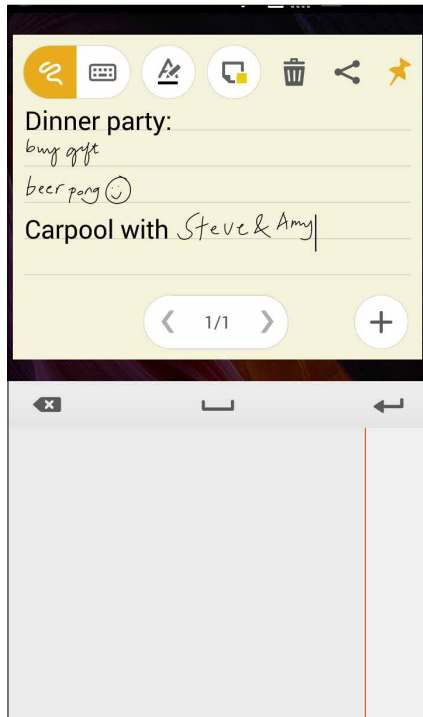 Dinner party:
buy gift
beer pong ☺
Carpool with Steve & Amy
1/1